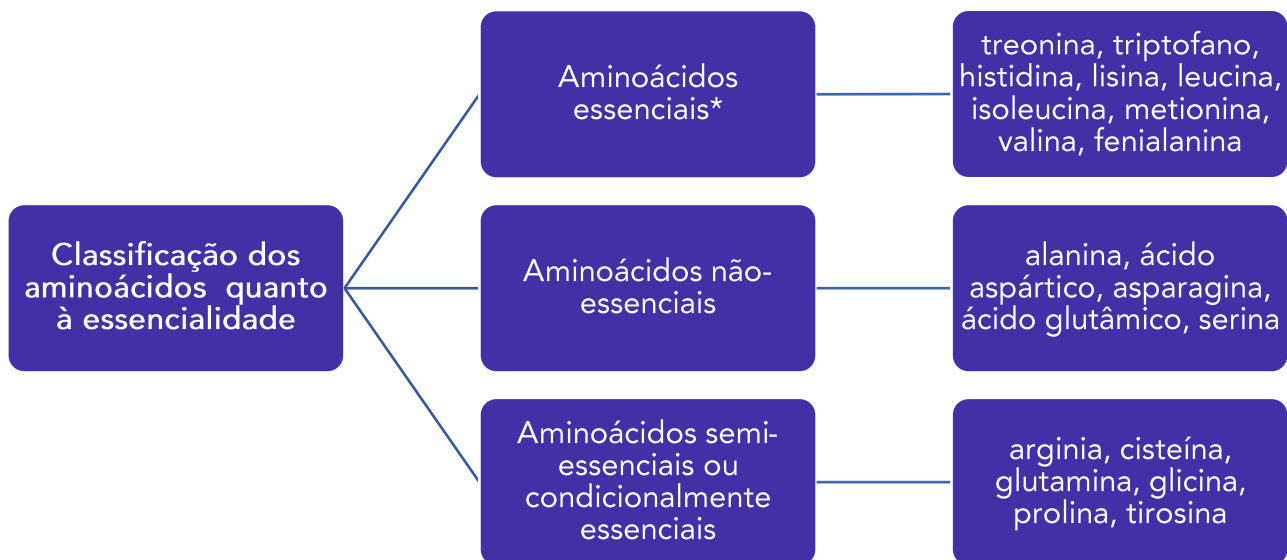 Classificação dos
aminoácidos quanto
à essencialidade
Aminoácidos
essenciais*
treonina, triptofano,
histidina, lisina, leucina,
isoleucina, metionina,
valina, fenialanina
Aminoácidos não-
essenciais
alanina, ácido
aspártico, asparagina,
ácido glutâmico, serina
Aminoácidos semi-
essenciais ou
condicionalmente
essenciais
arginia, cisteína,
glutamina, glicina,
prolina, tirosina